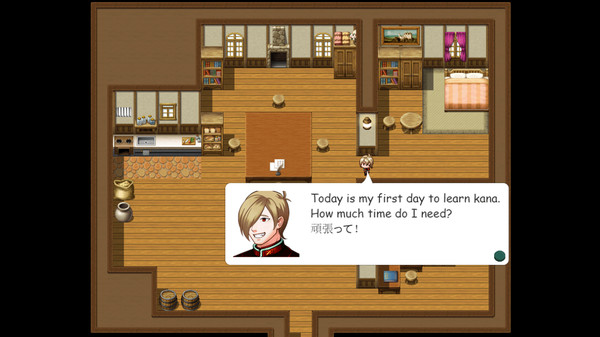 Today is my first day to learn kana.
How much time do I need?
頑張って!